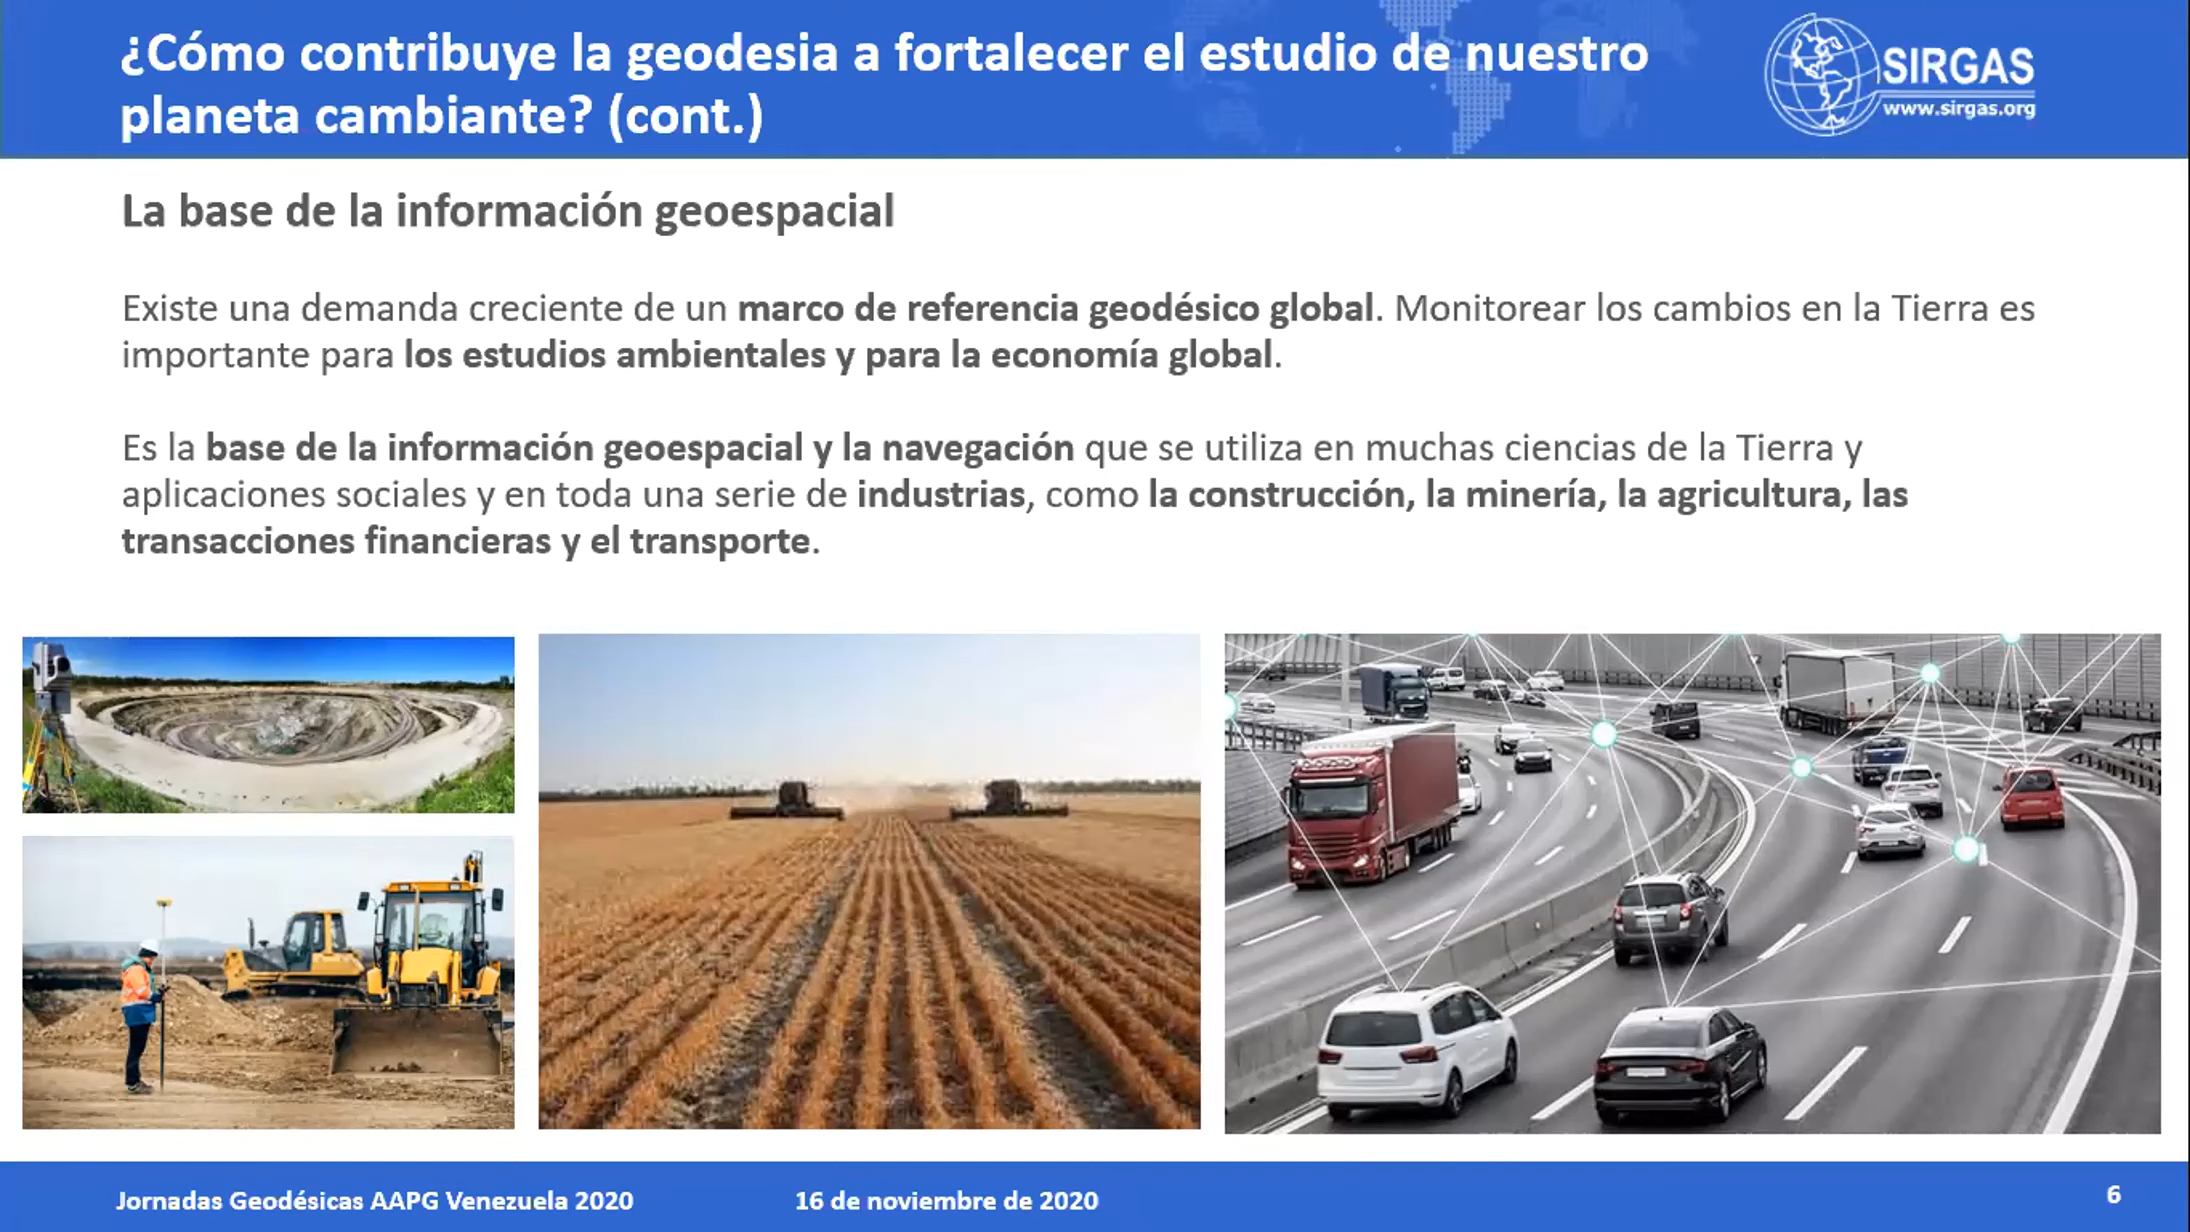 ¿Cómo contribuye la geodesia a fortalecer el estudio de nuestro
planeta cambiante? (cont.)
SIRGAS
www.sirgas.org
La base de la información geoespacial
Existe una demanda creciente de un marco de referencia geodésico global. Monitorear los cambios en la Tierra es
importante para los estudios ambientales y para la economía global.
Es la base de la información geoespacial y la navegación que se utiliza en muchas ciencias de la Tierra y
aplicaciones sociales y en toda una serie de industrias, como la construcción, la minería, la agricultura, las
transacciones financieras y el transporte.
Jornadas Geodésicas AAPG Venezuela 2020
16 de noviembre de 2020
6